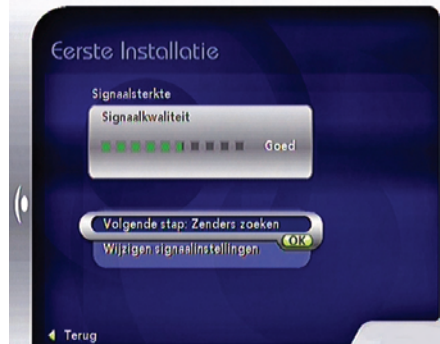 Eerste Installatie
Signaalsterkte
Signaalkwaliteit
Goed
Volgende stap: Zenders zoeken
OK
Wijzigen signaalinstellingen
Terug